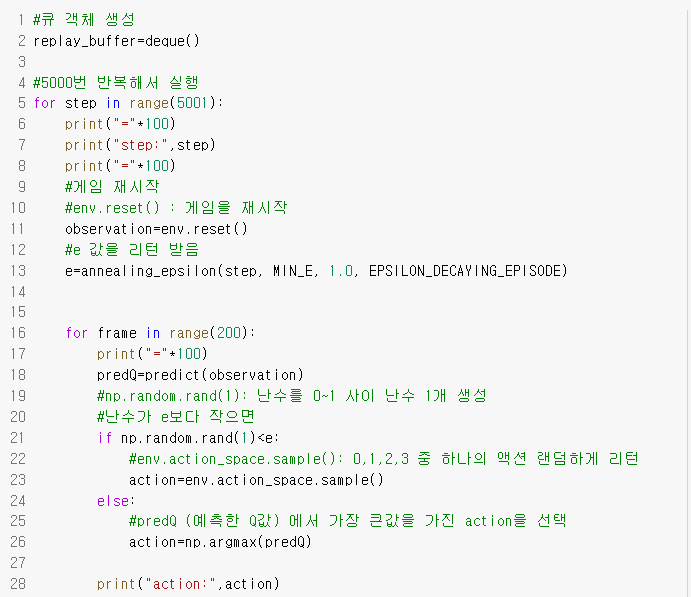 1 #큐 객체 생성
2 replay_buffer=deque()
3
4 #5000번 반복해서 실행
5 for step in range(5001):
6     print("="*100)
7     print("step:",step)
8     print("="*100)
9     #게임 재시작
10     #env.reset() : 게임을 재시작
11     observation=env.reset()
12     #e 값을 리턴 받음
13     e=annealing_epsilon(step, MIN_E, 1.0, EPSILON_DECAYING_EPISODE)
14
15
16     for frame in range(200):
17         print("="*100)
18         predQ=predict(observation)
19         #np.random.rand(1): 난수를 0~1 사이 난수 1개 생성
20         #난수가 e보다 작으면
21         if np.random.rand(1)<e:
22             #env.action_space.sample(): 0,1,2,3 중 하나의 액션 랜덤하게 리턴
23             action=env.action_space.sample()
24         else:
25             #predQ (예측한 Q값) 에서 가장 큰값을 가진 action을 선택
26             action=np.argmax(predQ)
27
28         print("action:",action)